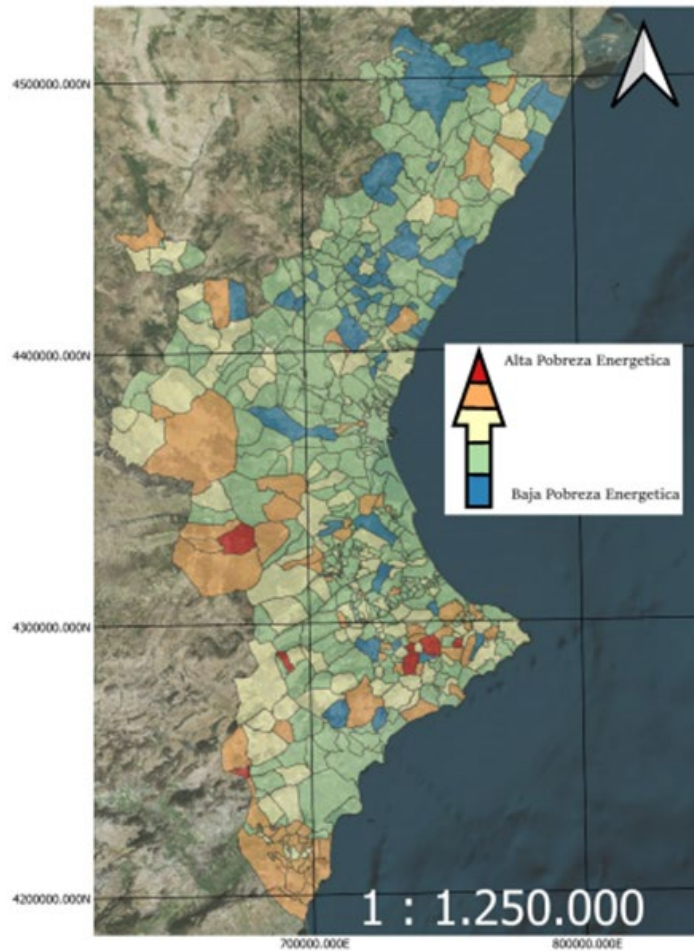 4500000.000N
4400000.000N
Alta Pobreza Energetica
Baja Pobreza Energetica
4300000.000N
4200000.000N
1 : 1.250.000
700000.000E
800000.000E